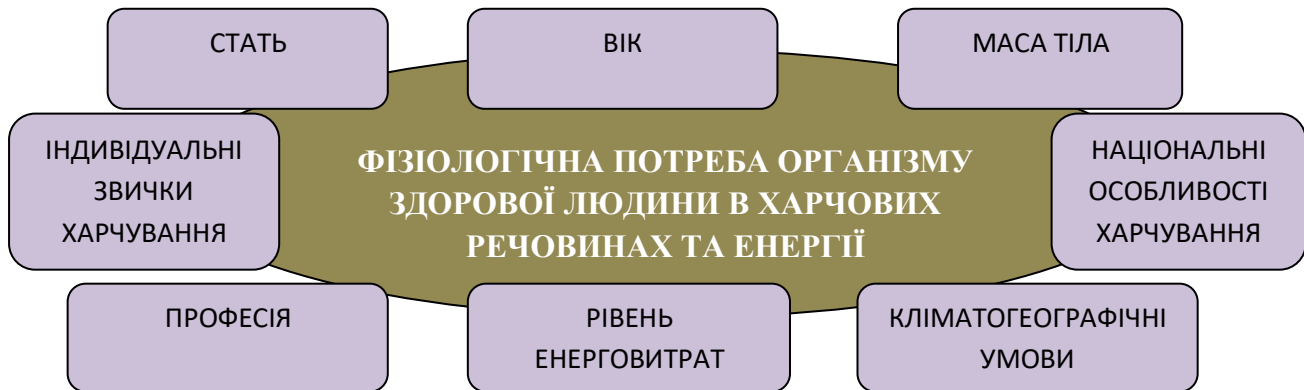 СТАТЬ
ВІК
МАСА ТІЛА
ІНДИВІДУАЛЬНІ
ЗВИЧКИ
ХАРЧУВАННЯ
ФІЗІОЛОГІЧНА ПОТРЕБА ОРГАНІЗМУ
ЗДОРОВОЇ ЛЮДИНИ В ХАРЧОВИХ
РЕЧОВИНАХ ТА ЕНЕРГІЇ
НАЦІОНАЛЬНІ
ОСОБЛИВОСТІ
ХАРЧУВАННЯ
ПРОФЕСІЯ
РІВЕНЬ
ЕНЕРГОВИТРАТ
КЛІМАТОГЕОГРАФІЧНІ
УМОВИ